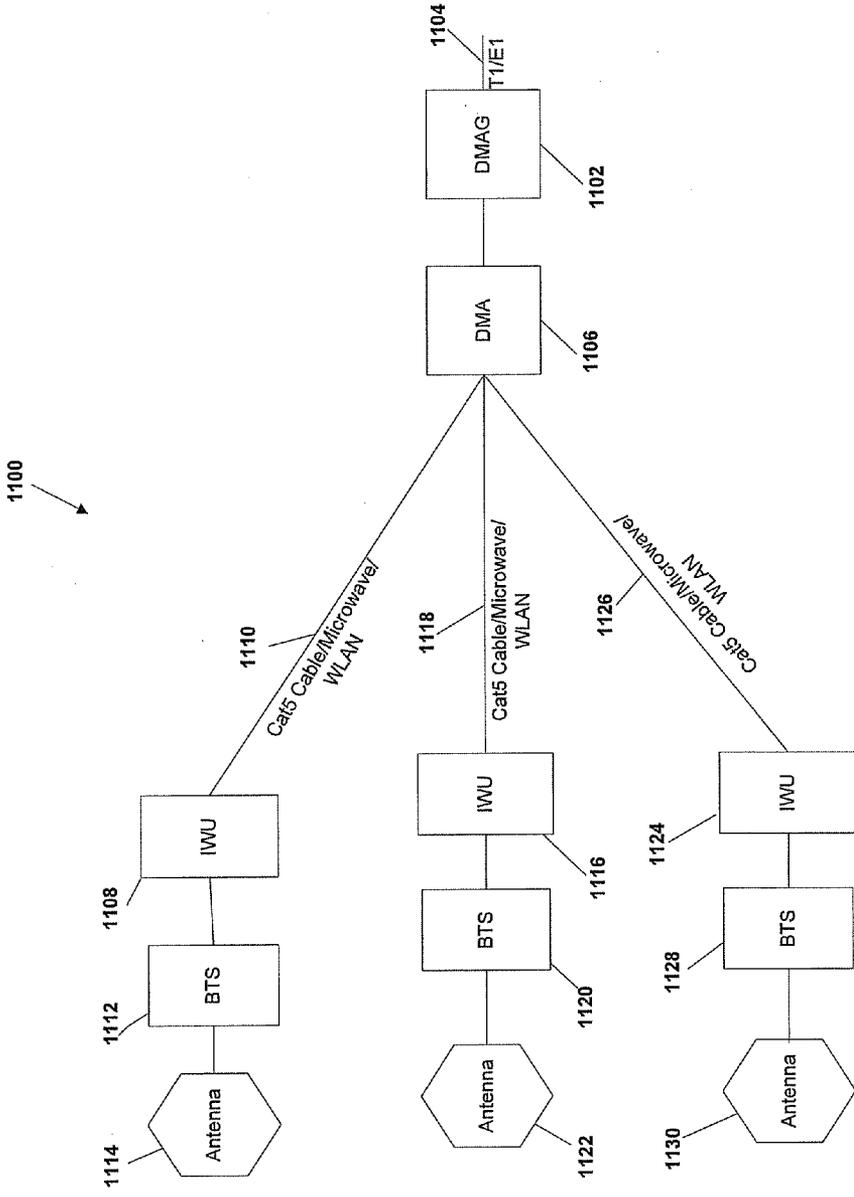 1100
1114
Antenna
1112
BTS
1108
IWU
1110
Cat5 Cable/Microwave/
WLAN
1104
T1/E1
DMAG
1102
DMA
1106
1118
Cat5 Cable/Microwave/
WLAN
IWU
1116
BTS
1120
Antenna
1122
1126
Cat5 Cable/Microwave/
WLAN
1124
IWU
1128
BTS
1130
Antenna